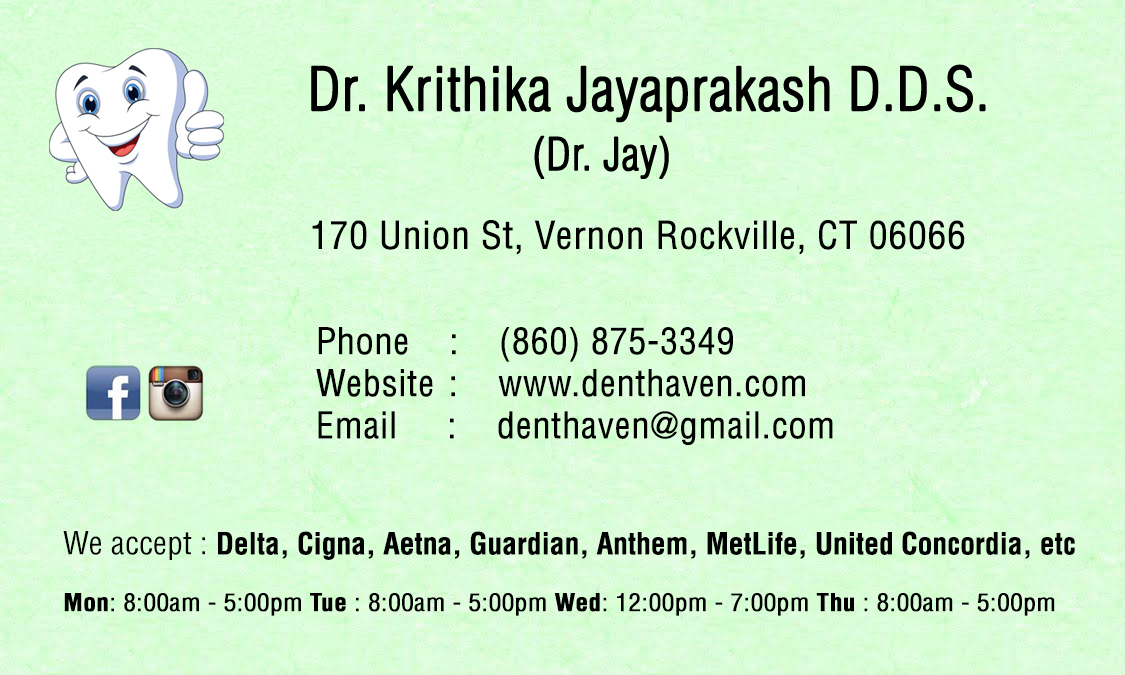 Dr. Krithika Jayaprakash D.D.S.
(Dr. Jay)
170 Union St, Vernon Rockville, CT 06066
Phone : (860) 875-3349
Website : www.denthaven.com
Email : denthaven@gmail.com
We accept : Delta, Cigna, Aetna, Guardian, Anthem, MetLife, United Concordia, etc
Mon: 8:00am - 5:00pm Tue : 8:00am - 5:00pm Wed: 12:00pm - 7:00pm Thu : 8:00am - 5:00pm